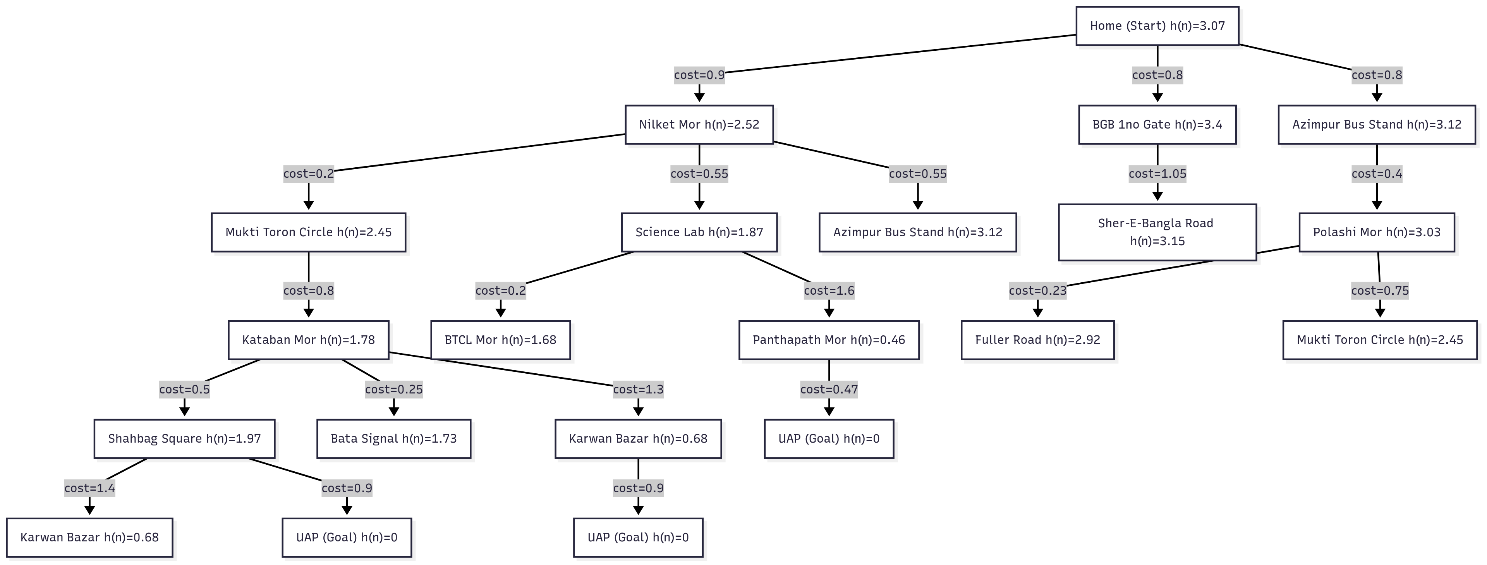 Home (Start) h(n)=3.07
cost=0.9
cost=0.8
cost=0.8
Nilket Mor h(n)=2.52
BGB 1no Gate h(n)=3.4
Azimpur Bus Stand h(n)=3.12
cost=0.2
cost=0.55
cost=0.55
cost=1.05
cost=0.4
Mukti Toron Circle h(n)=2.45
Science Lab h(n)=1.87
Azimpur Bus Stand h(n)=3.12
Sher-E-Bangla Road
h(n)=3.15
Polashi Mor h(n)=3.03
cost=0.8
cost=0.2
cost=1.6
cost=0.23
cost=0.75
Kataban Mor h(n)=1.78
BTCL Mor h(n)=1.68
Panthapath Mor h(n)=0.46
Fuller Road h(n)=2.92
Mukti Toron Circle h(n)=2.45
cost=0.5
cost=0.25
cost=1.3
cost=0.47
Shahbag Square h(n)=1.97
Bata Signal h(n)=1.73
Karwan Bazar h(n)=0.68
UAP (Goal) h(n)=0
cost=1.4
cost=0.9
cost=0.9
Karwan Bazar h(n)=0.68
UAP (Goal) h(n)=0
UAP (Goal) h(n)=0